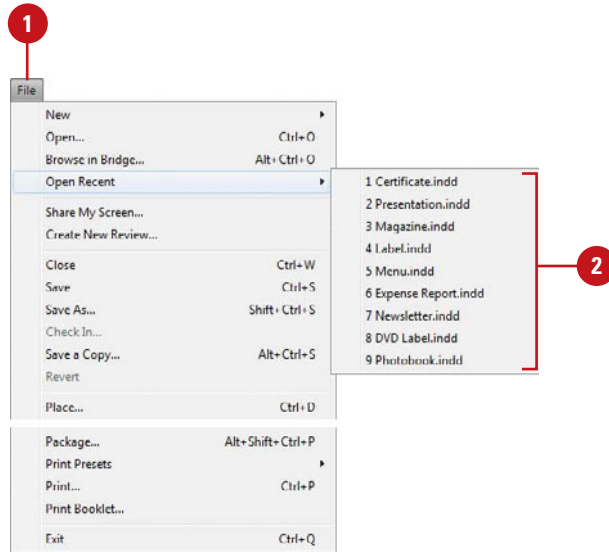 1
File
New
Open... Ctrl+O
Browse in Bridge... Alt+Ctrl+O
Open Recent
1 Certificate.indd
2 Presentation.indd
3 Magazine.indd
4 Label.indd
5 Menu.indd
6 Expense Report.indd
7 Newsletter.indd
8 DVD Label.indd
9 Photobook.indd
2
Share My Screen...
Create New Review...
Close Ctrl+W
Save Ctrl+S
Save As... Shift+Ctrl+S
Check In...
Save a Copy... Alt+Ctrl+S
Revert
Place... Ctrl+D
Package... Alt+Shift+Ctrl+P
Print Presets
Print... Ctrl+P
Print Booklet...
Exit Ctrl+Q